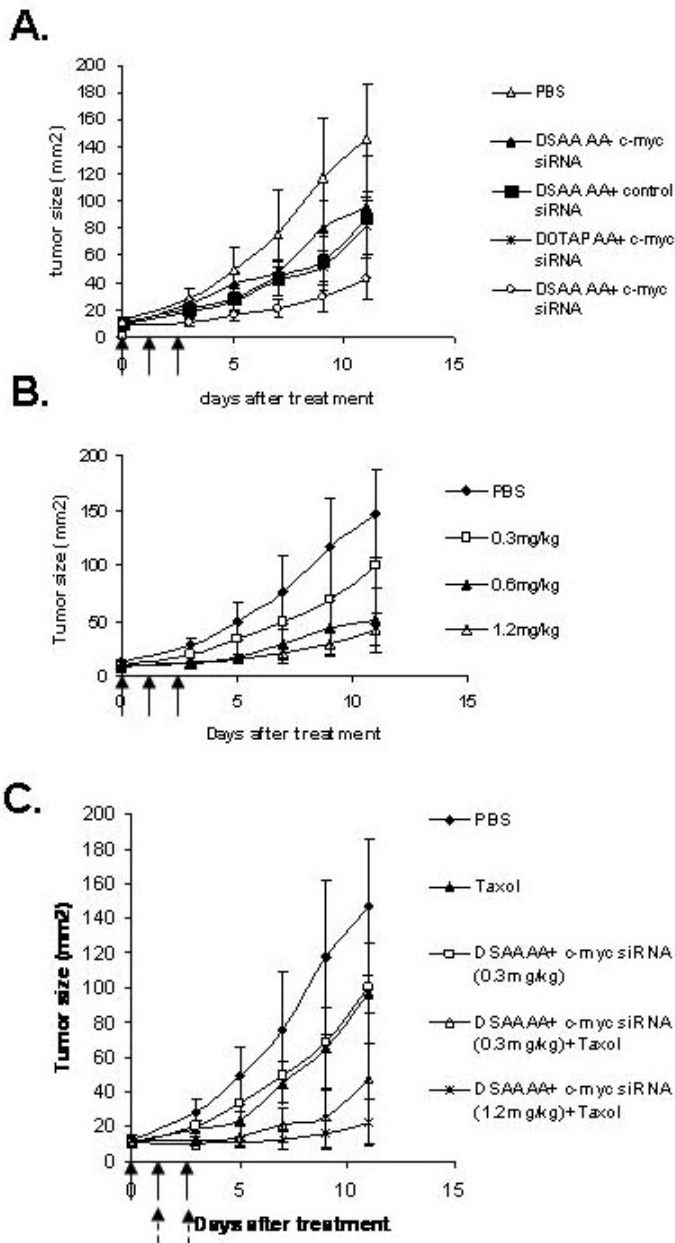 A.
200
180
160
140
120
100
80
60
40
20
0
tumor size (mm2)
0 5 10 15
days after treatment
PBS
DSAA AA- c-myc
siRNA
DSAA AA+ control
siRNA
DOTAP AA+ c-myc
siRNA
DSAA AA+ c-myc
siRNA
B.
200
150
100
50
0
Tumor size (mm2)
0 5 10 15
Days after treatment
PBS
0.3mg/kg
0.6mg/kg
1.2mg/kg
C.
200
180
160
140
120
100
80
60
40
20
0
Tumor size (mm2)
0 5 10 15
Days after treatment
PBS
Taxol
DSAAAA+ c-myc siRNA
(0.3mg/kg)
DSAAAA+ c-myc siRNA
(0.3mg/kg)+Taxol
DSAAAA+ c-myc siRNA
(1.2mg/kg)+Taxol